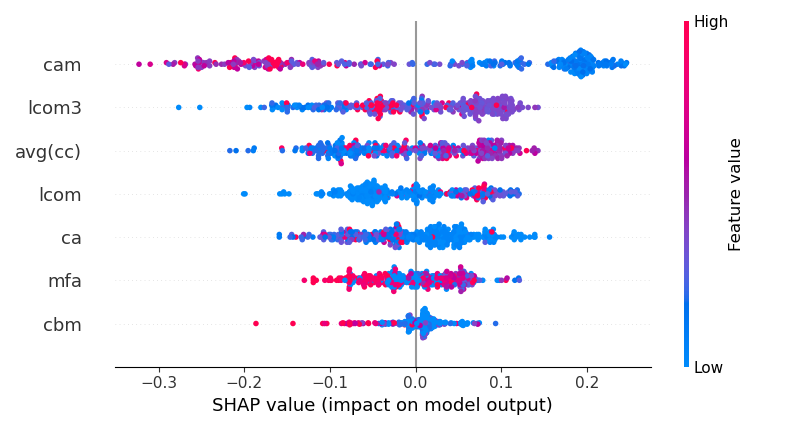 High
cam
lcom3
avg(cc)
lcom
ca
mfa
cbm
Feature value
Low
−0.3 −0.2 −0.1 0.0 0.1 0.2
SHAP value (impact on model output)